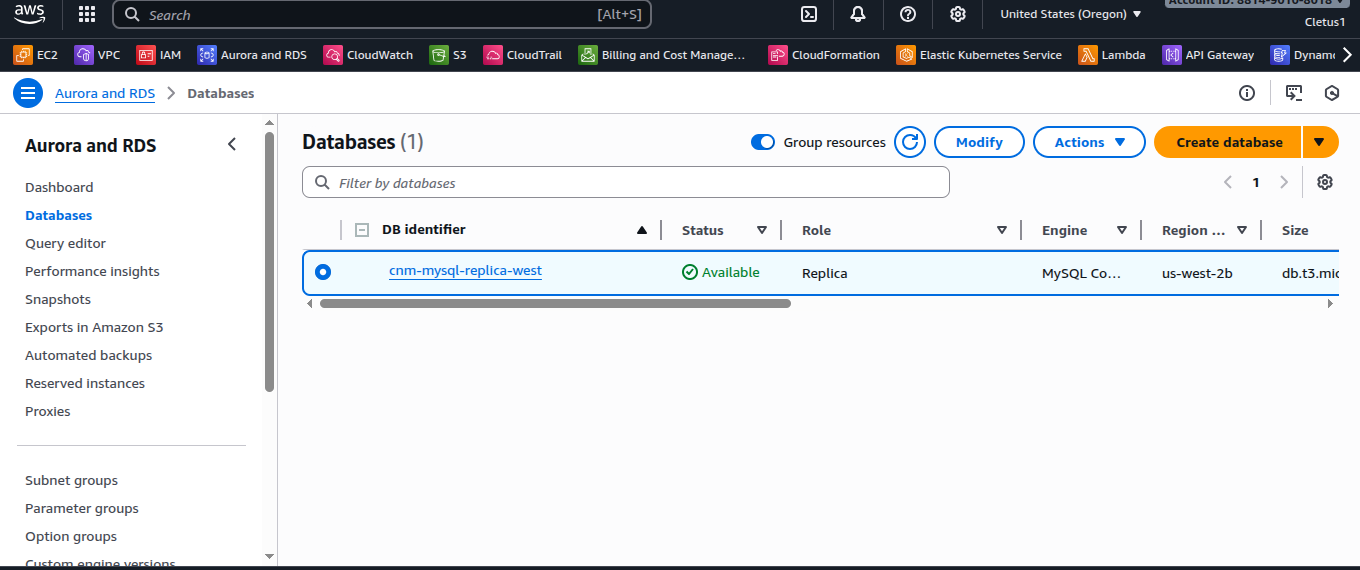 Account ID: 8814-9010-8018
aws
Search [Alt+S]
United States (Oregon)
Cletus1
EC2 VPC IAM Aurora and RDS CloudWatch S3 CloudTrail Billing and Cost Manage... CloudFormation Elastic Kubernetes Service Lambda API Gateway Dynam
Aurora and RDS > Databases
Aurora and RDS
Dashboard
Databases
Query editor
Performance insights
Snapshots
Exports in Amazon S3
Automated backups
Reserved instances
Proxies
Subnet groups
Parameter groups
Option groups
Custom engine versions
Databases (1)
Group resources
Modify
Actions
Create database
Filter by databases
1
DB identifier Status Role Engine Region ... Size
cnm-mysql-replica-west Available Replica MySQL Co... us-west-2b db.t3.mic